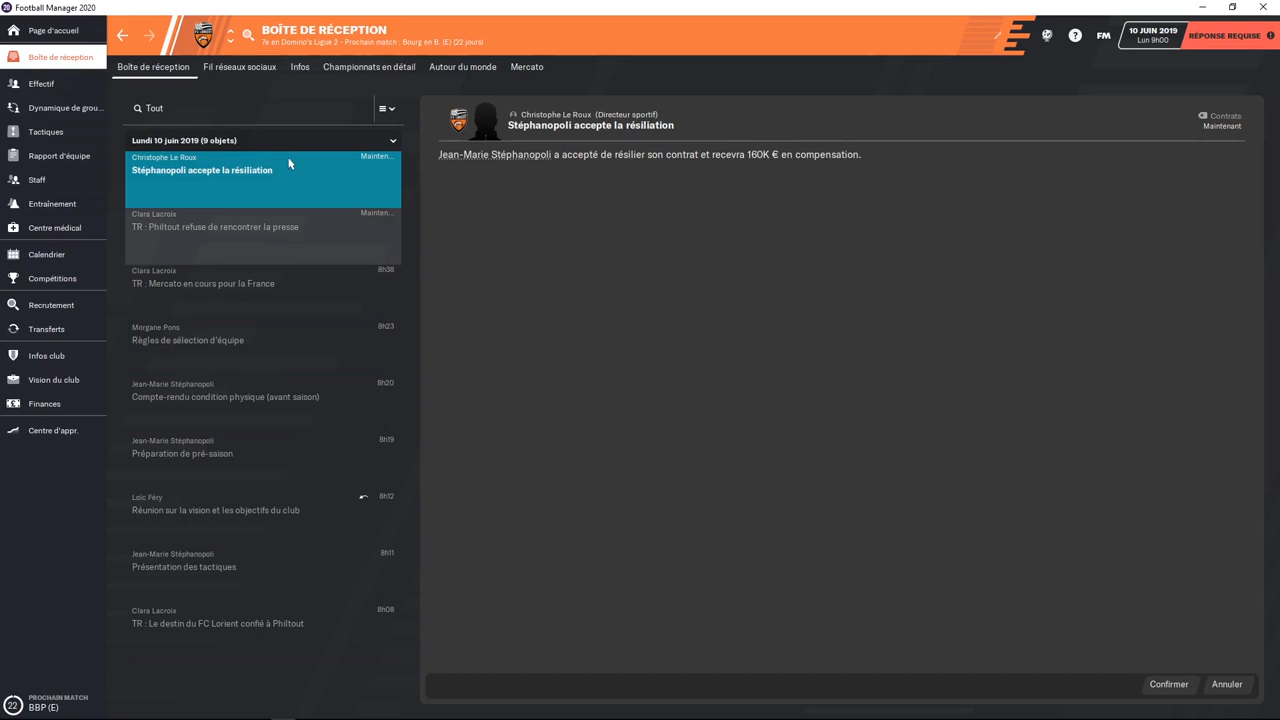 Football Manager 2020
Page d'accueil
Boîte de réception
Effectif
Dynamique de grou...
Tactiques
Rapport d'équipe
Staff
Entraînement
Centre médical
Calendrier
Compétitions
Recrutement
Transferts
Infos club
Vision du club
Finances
Centre d'appr.
22
PROCHAIN MATCH
BBP (E)
BOÎTE DE RÉCEPTION
7e en Domino's Ligue 2 - Prochain match : Bourg en B. (E) (22 jours)
?
FM
10 JUIN 2019
Lun 9h00
RÉPONSE REQUISE
Boîte de réception Fil réseaux sociaux Infos Championnats en détail Autour du monde Mercato
Tout
Lundi 10 juin 2019 (9 objets)
Christophe Le Roux Mainten...
Stéphanopoli accepte la résiliation
Clara Lacroix Mainten...
TR : Philtout refuse de rencontrer la presse
Clara Lacroix 8h38
TR : Mercato en cours pour la France
Morgane Pons 8h23
Règles de sélection d'équipe
Jean-Marie Stéphanopoli 8h20
Compte-rendu condition physique (avant saison)
Jean-Marie Stéphanopoli 8h19
Préparation de pré-saison
Loïc Féry 8h12
Réunion sur la vision et les objectifs du club
Jean-Marie Stéphanopoli 8h11
Présentation des tactiques
Clara Lacroix 8h08
TR : Le destin du FC Lorient confié à Philtout
Christophe Le Roux (Directeur sportif)
Stéphanopoli accepte la résiliation
Contrats
Maintenant
Jean-Marie Stéphanopoli a accepté de résilier son contrat et recevra 160K € en compensation.
Confirmer Annuler